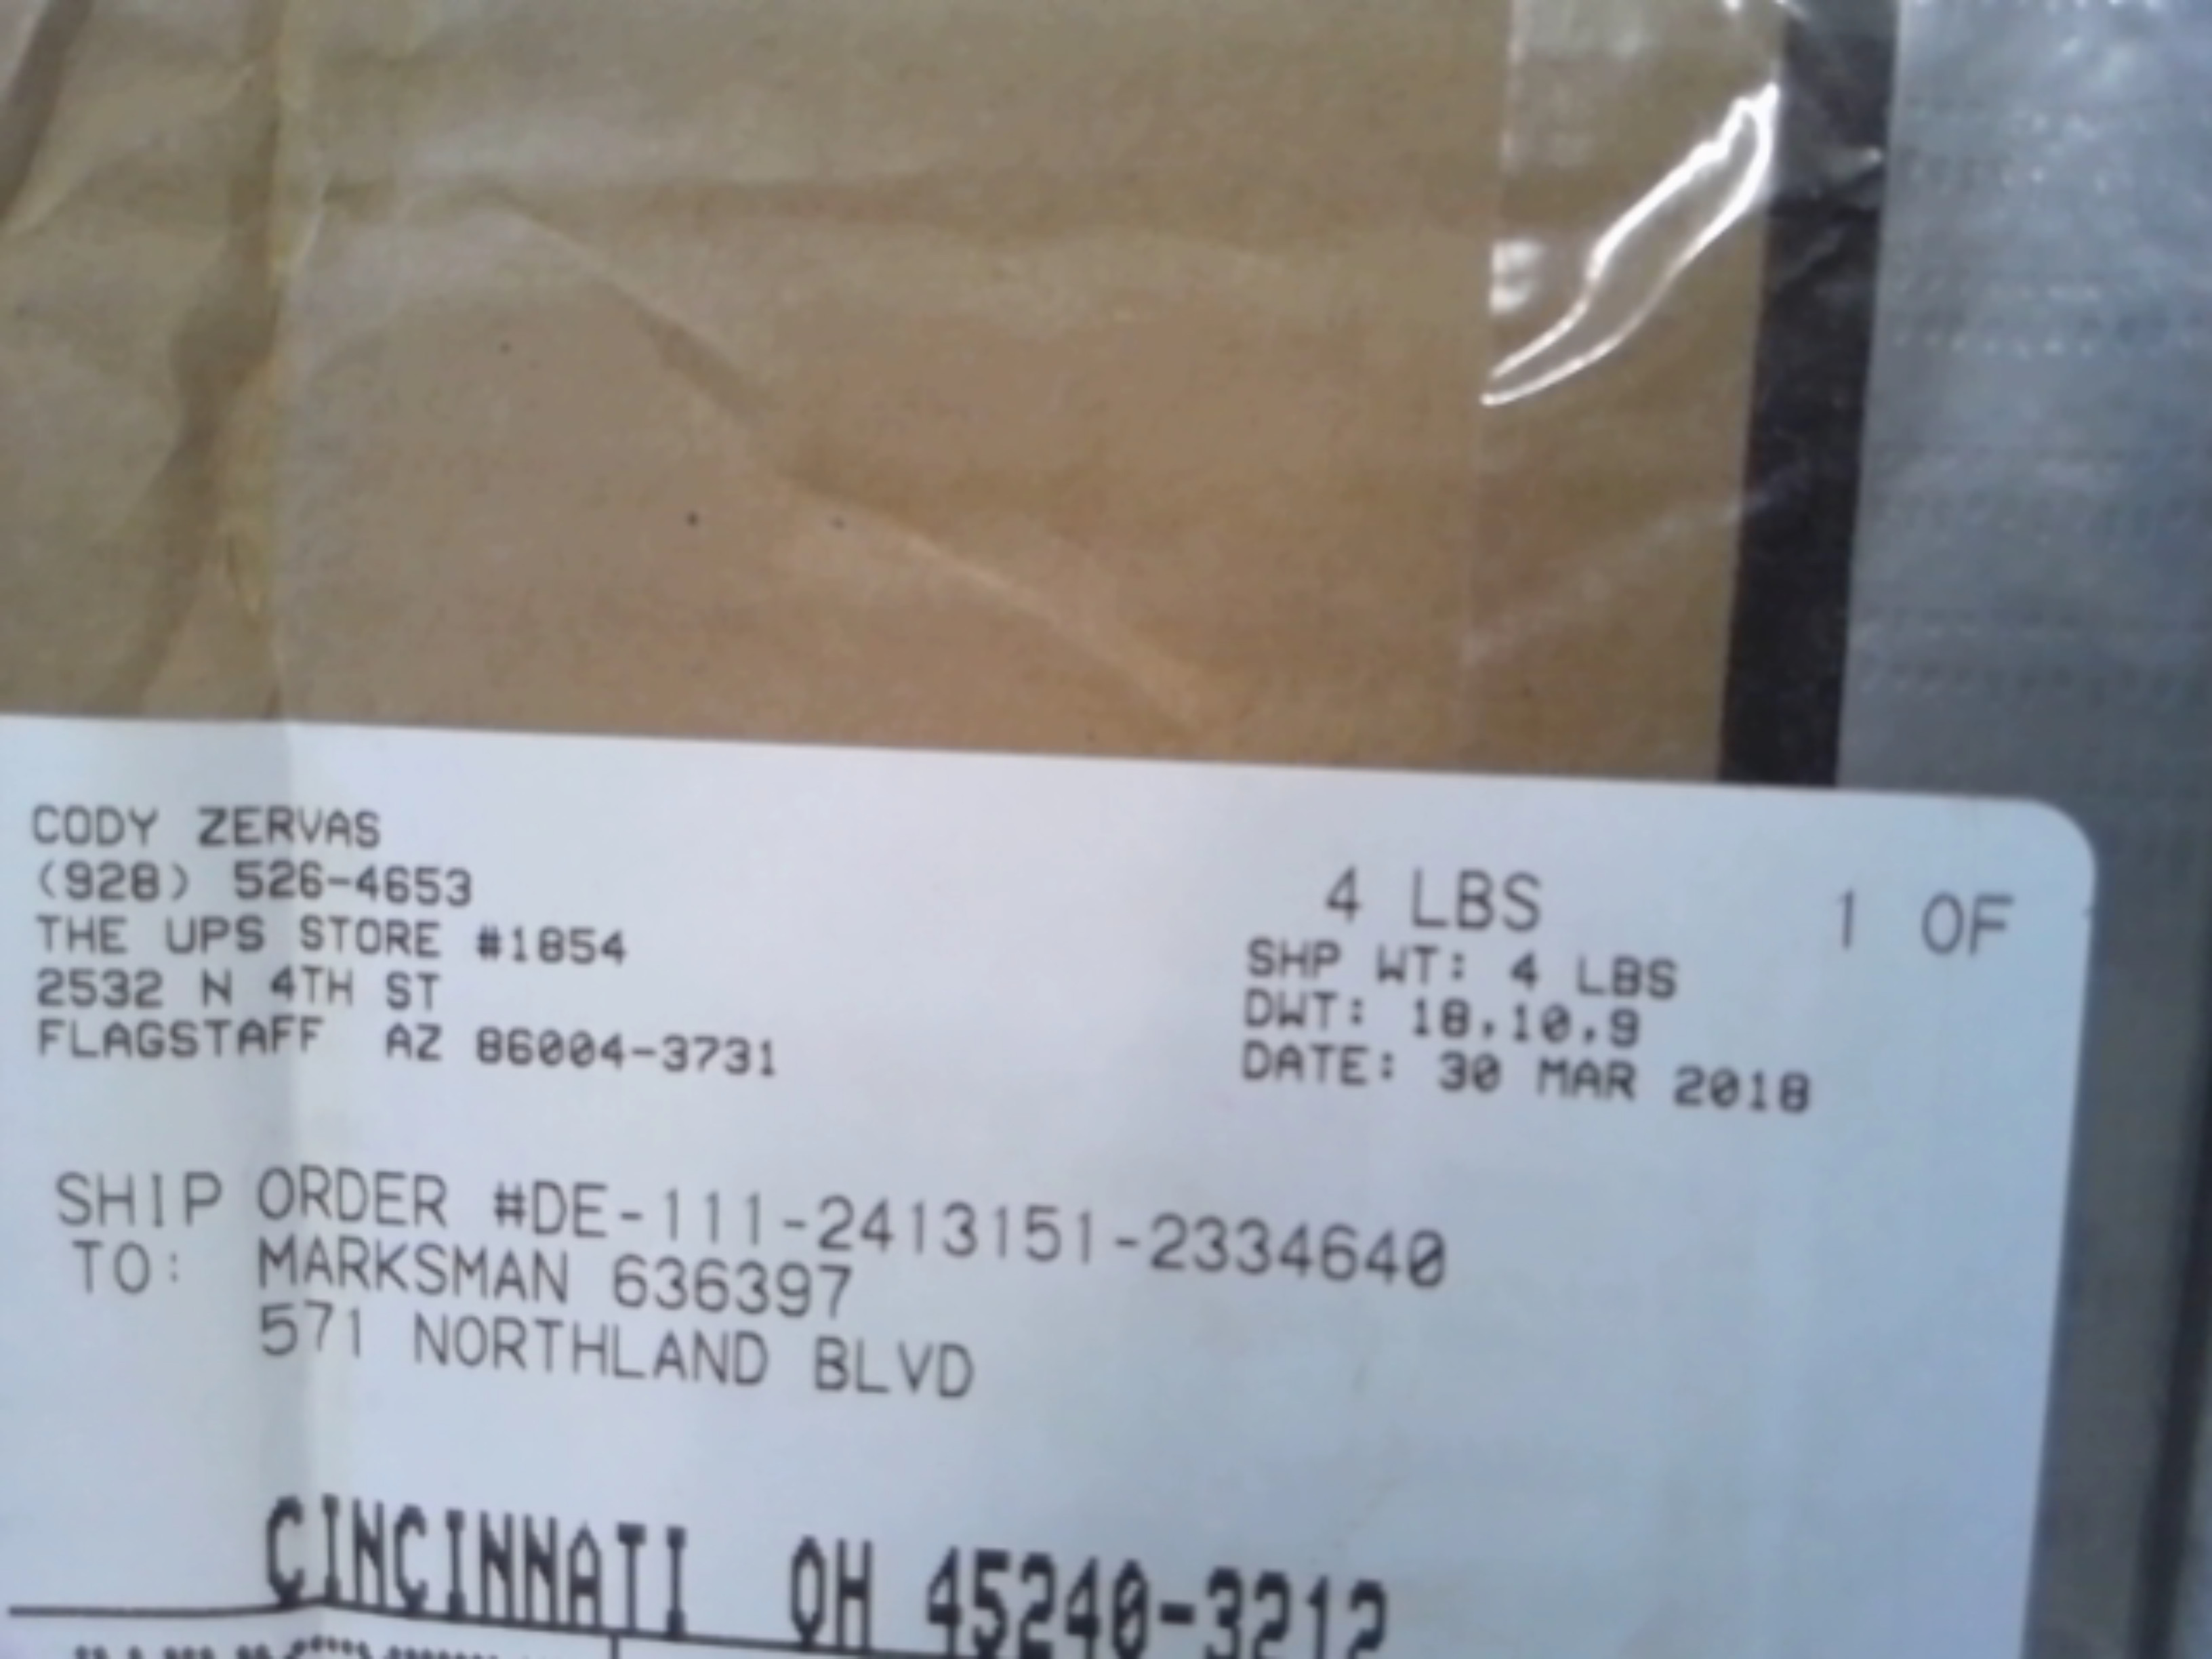 CODY ZERVAS
(928) 526-4653
THE UPS STORE #1854
2532 N 4TH ST
FLAGSTAFF AZ 86004-3731
4 LBS 1 OF
SHP WT: 4 LBS
DWT: 18,10,9
DATE: 30 MAR 2018
SHIP ORDER #DE-111-2413151-2334640
TO: MARKSMAN 636397
571 NORTHLAND BLVD
CINCINNATI OH 45240-3212